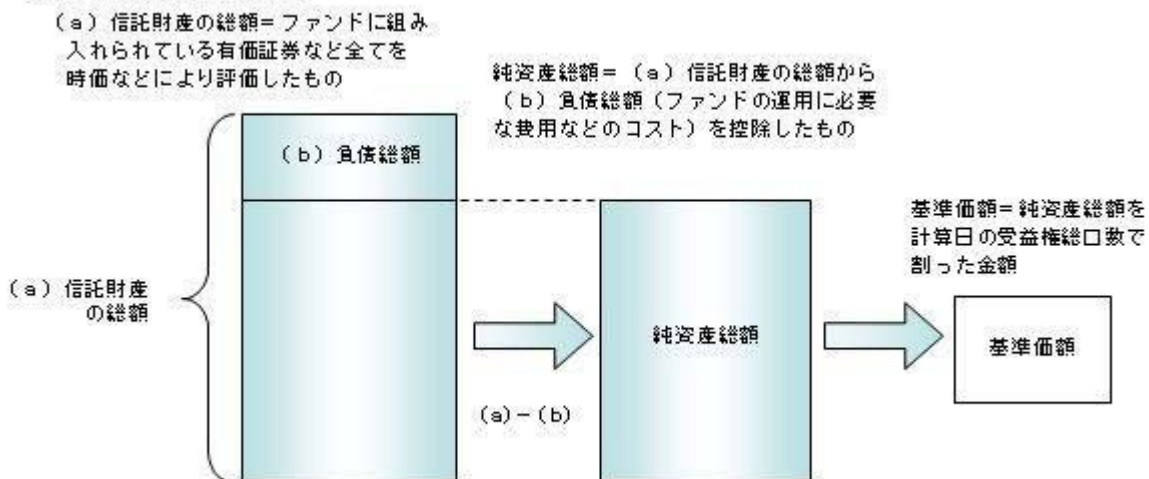 （a）信託財産の総額＝ファンドに組み
入れられている有価証券など全てを
時価などにより評価したもの
純資産総額＝（a）信託財産の総額から
（b）負債総額（ファンドの運用に必要
な費用などのコスト）を控除したもの
（b）負債総額
基準価額＝純資産総額を
計算日の受益権総口数で
割った金額
（a）信託財産
の総額
純資産総額
基準価額
（a）－（b）